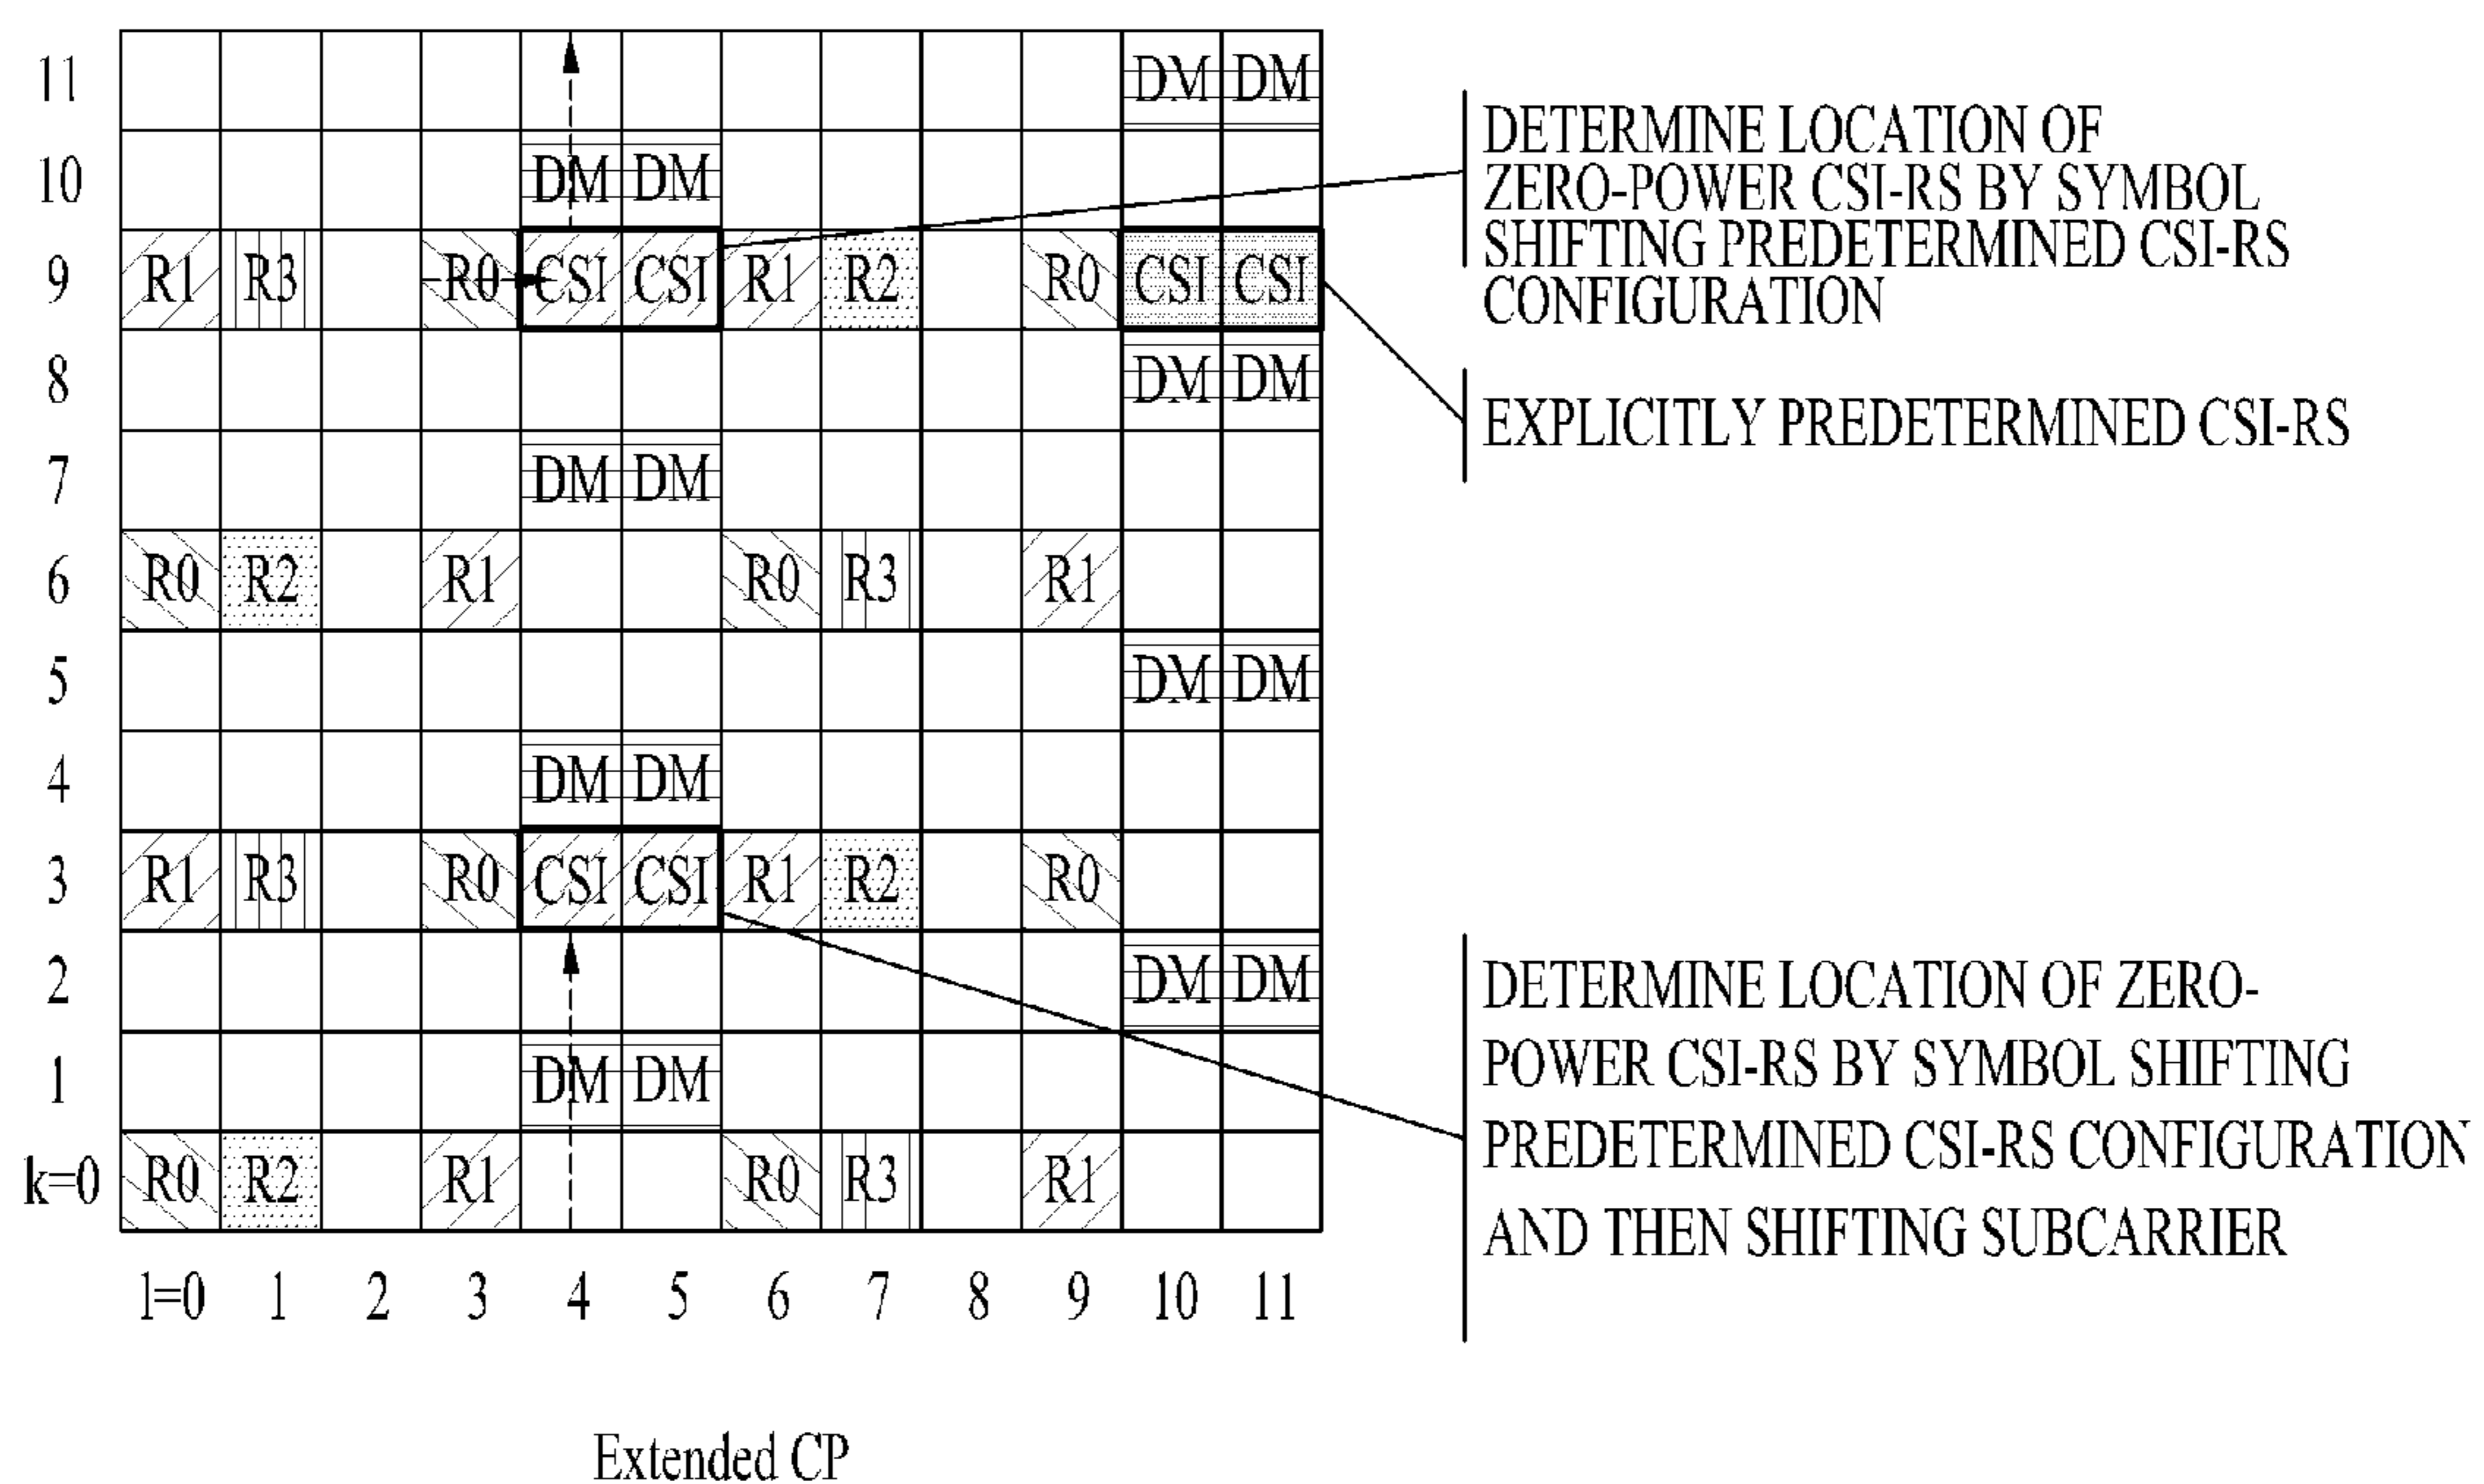 11 DM DM
10 DM DM
9 R1 R3 R0 CSI CSI R1 R2 R0 CSI CSI
8 DM DM
7 DM DM
6 R0 R2 R1 R0 R3 R1
5 DM DM
4 DM DM
3 R1 R3 R0 CSI CSI R1 R2 R0
2 DM DM
1 DM DM
k=0 R0 R2 R1 R0 R3 R1
l=0 1 2 3 4 5 6 7 8 9 10 11
Extended CP
DETERMINE LOCATION OF
ZERO-POWER CSI-RS BY SYMBOL
SHIFTING PREDETERMINED CSI-RS
CONFIGURATION
EXPLICITLY PREDETERMINED CSI-RS
DETERMINE LOCATION OF ZERO-
POWER CSI-RS BY SYMBOL SHIFTING
PREDETERMINED CSI-RS CONFIGURATION
AND THEN SHIFTING SUBCARRIER